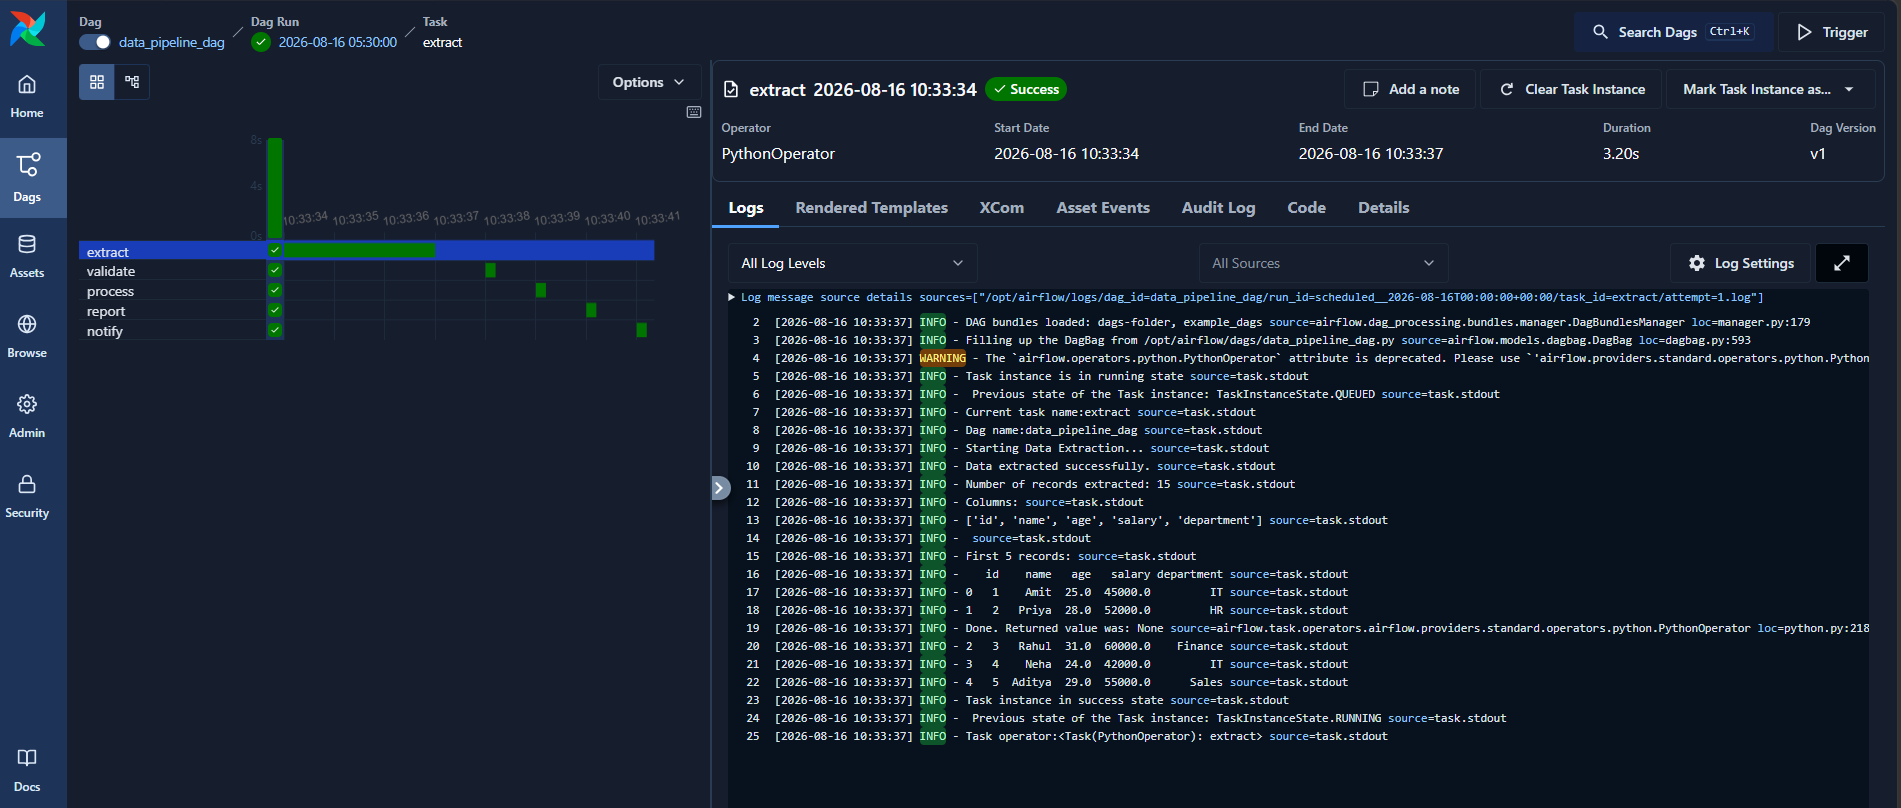 Dag
data_pipeline_dag
Dag Run
2026-08-16 05:30:00
Task
extract
Search Dags Ctrl+K
Trigger
Home
Dags
Assets
Browse
Admin
Security
Docs
Options
8s
4s
0s
10:33:34 10:33:35 10:33:36 10:33:37 10:33:38 10:33:39 10:33:40 10:33:41
extract
validate
process
report
notify
extract 2026-08-16 10:33:34 Success
Add a note
Clear Task Instance
Mark Task Instance as...
Operator Start Date End Date Duration Dag Version
PythonOperator 2026-08-16 10:33:34 2026-08-16 10:33:37 3.20s v1
Logs Rendered Templates XCom Asset Events Audit Log Code Details
All Log Levels All Sources Log Settings
Log message source details sources=["/opt/airflow/logs/dag_id=data_pipeline_dag/run_id=scheduled__2026-08-16T00:00:00+00:00/task_id=extract/attempt=1.log"]
2 [2026-08-16 10:33:37] INFO - DAG bundles loaded: dags-folder, example_dags source=airflow.dag_processing.bundles.manager.DagBundlesManager loc=manager.py:179
3 [2026-08-16 10:33:37] INFO - Filling up the DagBag from /opt/airflow/dags/data_pipeline_dag.py source=airflow.models.dagbag.DagBag loc=dagbag.py:593
4 [2026-08-16 10:33:37] WARNING - The `airflow.operators.python.PythonOperator` attribute is deprecated. Please use `'airflow.providers.standard.operators.python.Python
5 [2026-08-16 10:33:37] INFO - Task instance is in running state source=task.stdout
6 [2026-08-16 10:33:37] INFO -  Previous state of the Task instance: TaskInstanceState.QUEUED source=task.stdout
7 [2026-08-16 10:33:37] INFO - Current task name:extract source=task.stdout
8 [2026-08-16 10:33:37] INFO - Dag name:data_pipeline_dag source=task.stdout
9 [2026-08-16 10:33:37] INFO - Starting Data Extraction... source=task.stdout
10 [2026-08-16 10:33:37] INFO - Data extracted successfully. source=task.stdout
11 [2026-08-16 10:33:37] INFO - Number of records extracted: 15 source=task.stdout
12 [2026-08-16 10:33:37] INFO - Columns: source=task.stdout
13 [2026-08-16 10:33:37] INFO - ['id', 'name', 'age', 'salary', 'department'] source=task.stdout
14 [2026-08-16 10:33:37] INFO -  source=task.stdout
15 [2026-08-16 10:33:37] INFO - First 5 records: source=task.stdout
16 [2026-08-16 10:33:37] INFO -    id    name   age   salary department source=task.stdout
17 [2026-08-16 10:33:37] INFO - 0   1    Amit  25.0  45000.0         IT source=task.stdout
18 [2026-08-16 10:33:37] INFO - 1   2   Priya  28.0  52000.0         HR source=task.stdout
19 [2026-08-16 10:33:37] INFO - Done. Returned value was: None source=airflow.task.operators.airflow.providers.standard.operators.python.PythonOperator loc=python.py:218
20 [2026-08-16 10:33:37] INFO - 2   3   Rahul  31.0  60000.0    Finance source=task.stdout
21 [2026-08-16 10:33:37] INFO - 3   4    Neha  24.0  42000.0         IT source=task.stdout
22 [2026-08-16 10:33:37] INFO - 4   5  Aditya  29.0  55000.0      Sales source=task.stdout
23 [2026-08-16 10:33:37] INFO - Task instance in success state source=task.stdout
24 [2026-08-16 10:33:37] INFO -  Previous state of the Task instance: TaskInstanceState.RUNNING source=task.stdout
25 [2026-08-16 10:33:37] INFO - Task operator:<Task(PythonOperator): extract> source=task.stdout